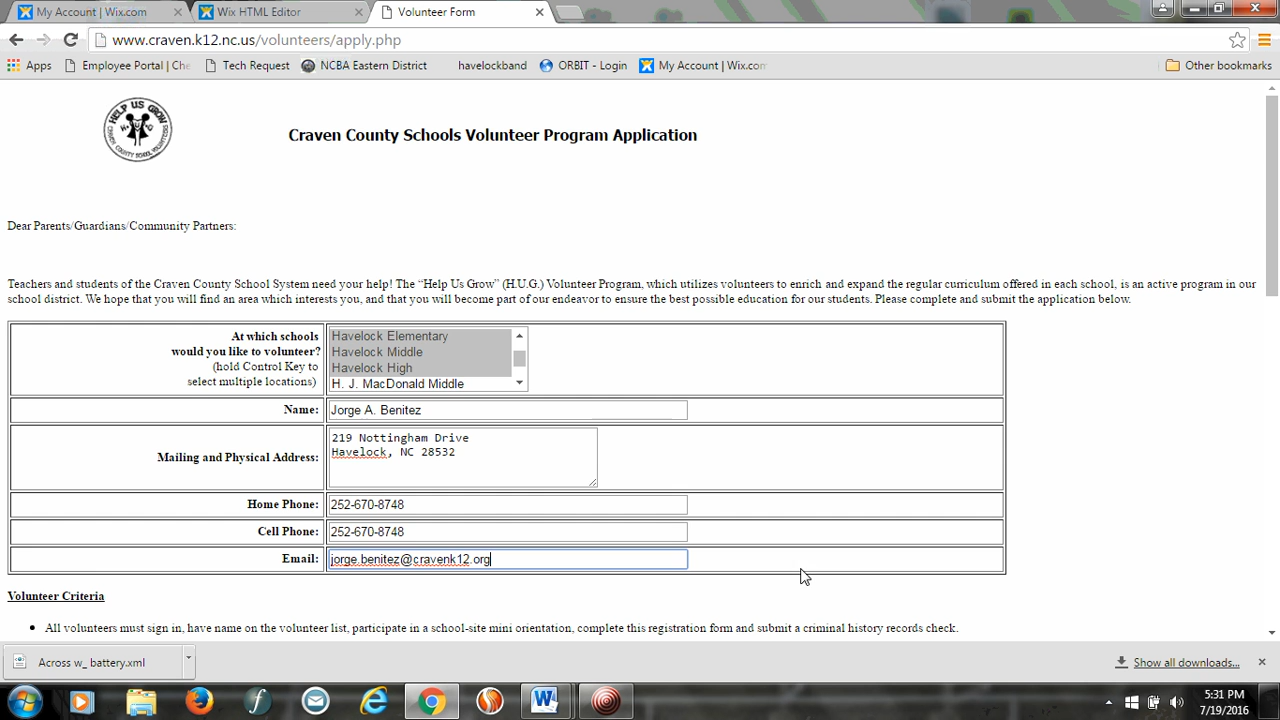 My Account | Wix.com
Wix HTML Editor
Volunteer Form
www.craven.k12.nc.us/volunteers/apply.php
Apps
Employee Portal | Che
Tech Request
NCBA Eastern District
havelockband
ORBIT - Login
My Account | Wix.com
Other bookmarks
HELP US GROW
CRAVEN COUNTY SCHOOL VOLUNTEERS
Craven County Schools Volunteer Program Application
Dear Parents/Guardians/Community Partners:
Teachers and students of the Craven County School System need your help! The “Help Us Grow” (H.U.G.) Volunteer Program, which utilizes volunteers to enrich and expand the regular curriculum offered in each school, is an active program in our
school district. We hope that you will find an area which interests you, and that you will become part of our endeavor to ensure the best possible education for our students. Please complete and submit the application below.
At which schools
would you like to volunteer?
(hold Control Key to
select multiple locations)
Havelock Elementary
Havelock Middle
Havelock High
H. J. MacDonald Middle
Name: Jorge A. Benitez
Mailing and Physical Address:
219 Nottingham Drive
Havelock, NC 28532
Home Phone: 252-670-8748
Cell Phone: 252-670-8748
Email: jorge.benitez@cravenk12.org
Volunteer Criteria
• All volunteers must sign in, have name on the volunteer list, participate in a school-site mini orientation, complete this registration form and submit a criminal history records check.
Across w_ battery.xml
Show all downloads...
5:31 PM
7/19/2016